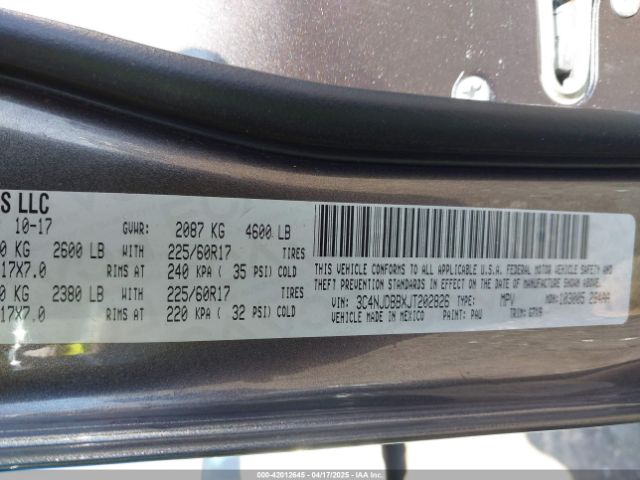 S LLC
10-17 GVWR: 2087 KG 4600 LB
0 KG 2600 LB WITH 225/60R17 TIRES
17X7.0 RIMS AT 240 KPA ( 35 PSI) COLD
0 KG 2380 LB WITH 225/60R17 TIRES
17X7.0 RIMS AT 220 KPA ( 32 PSI) COLD
THIS VEHICLE CONFORMS TO ALL APPLICABLE U.S.A. FEDERAL MOTOR VEHICLE SAFETY, BUMPER AND
THEFT PREVENTION STANDARDS IN EFFECT ON THE DATE OF MANUFACTURE SHOWN ABOVE.
VIN: 3C4NJDBBXJT202826 TYPE: MPV MDH:
VEHICLE MADE IN MEXICO PAINT: PAU TRIM:
000-42012645 - 04/17/2025 - IAA Inc.